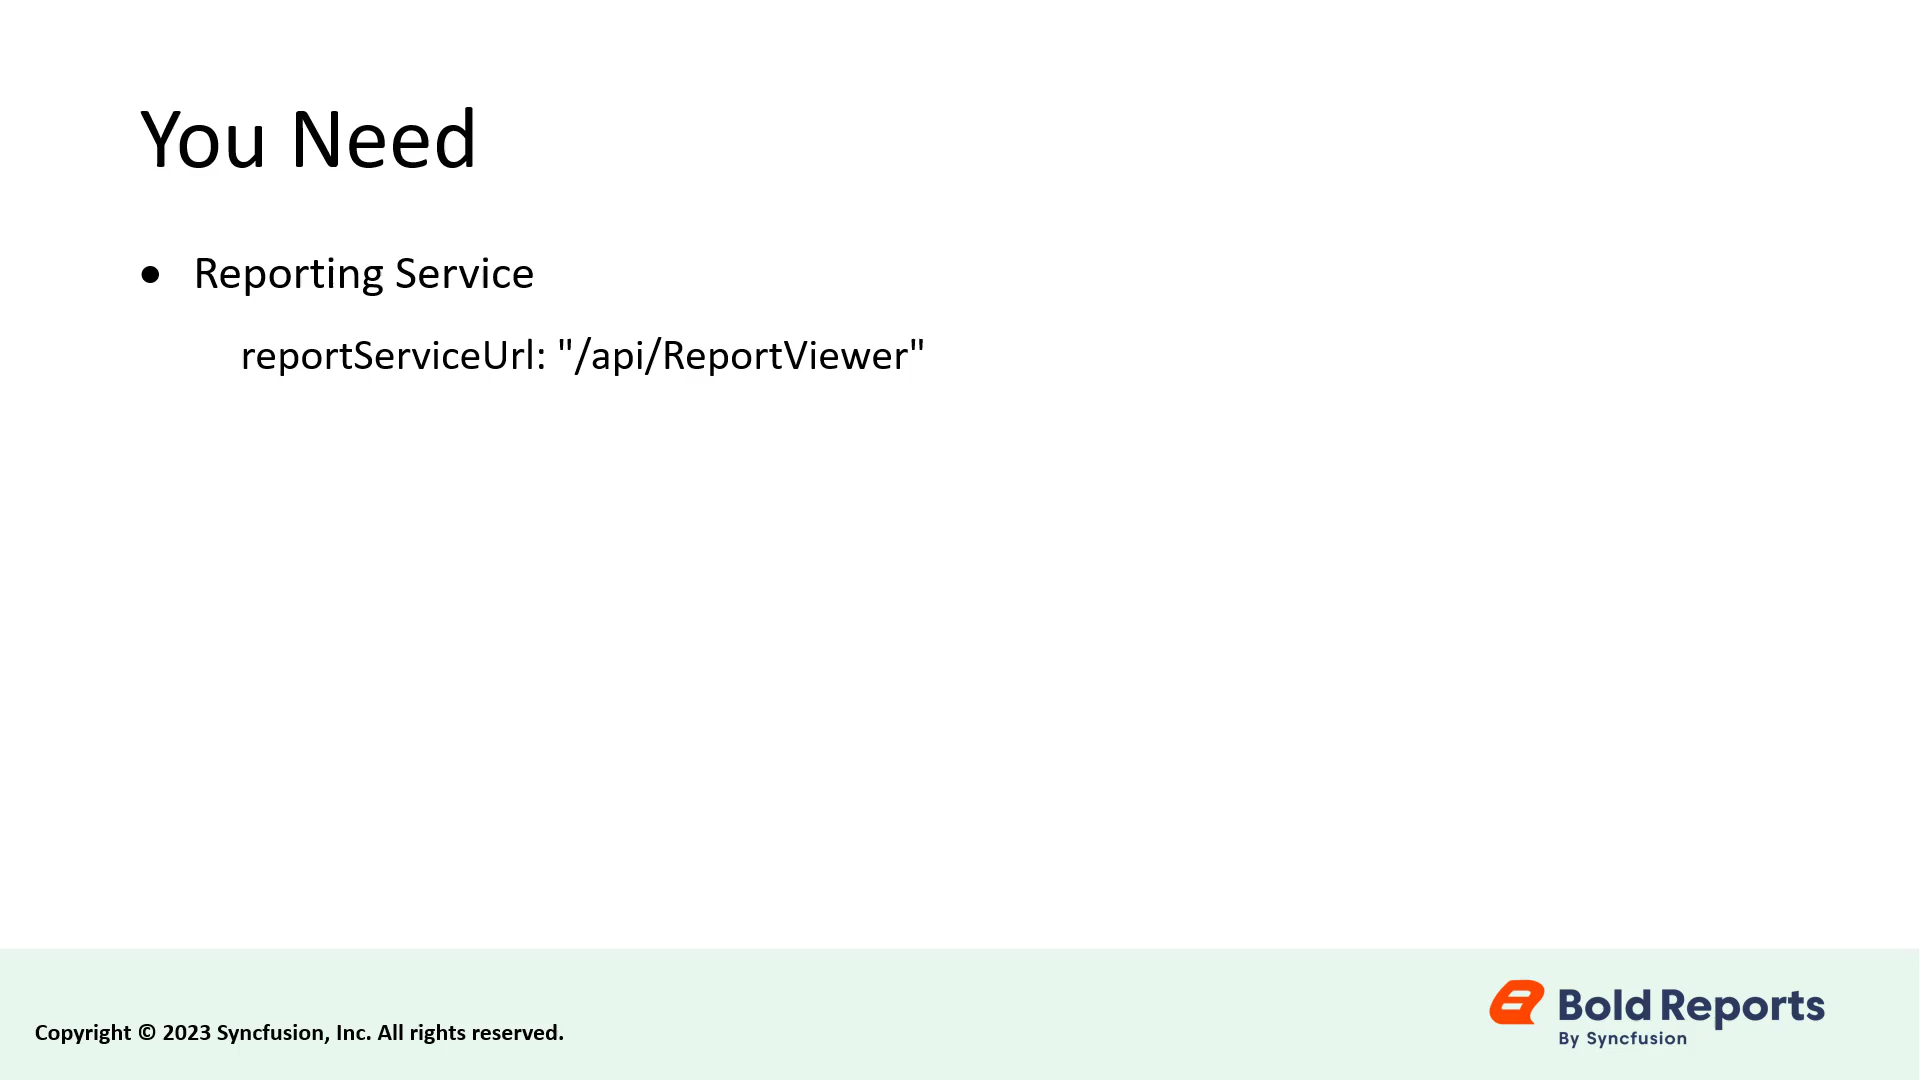 You Need
● Reporting Service
reportServiceUrl: "/api/ReportViewer"
Copyright © 2023 Syncfusion, Inc. All rights reserved.
Bold Reports
By Syncfusion